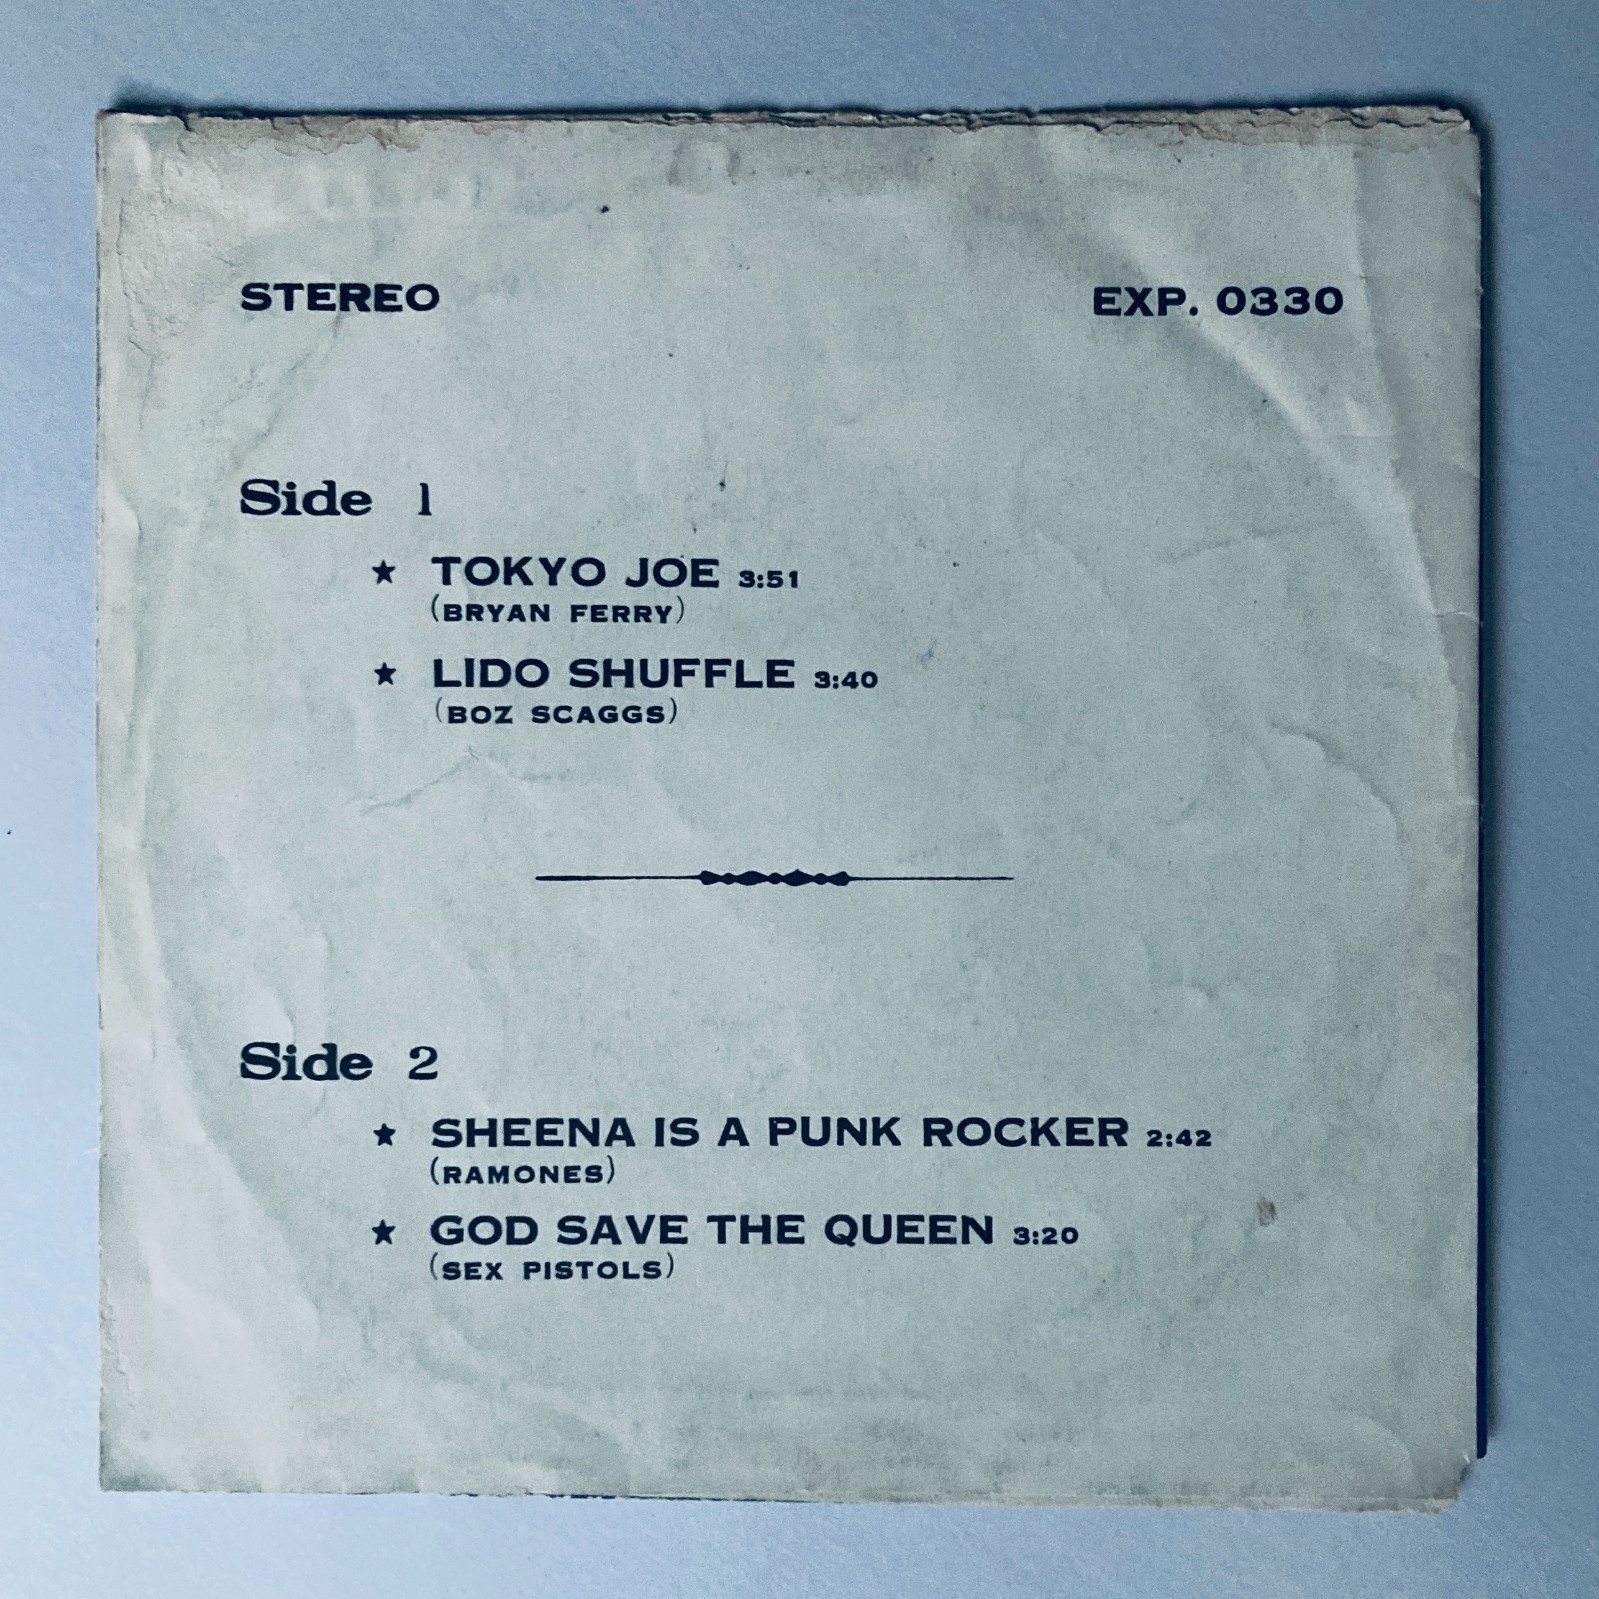 STEREO EXP. 0330
Side 1
★ TOKYO JOE 3:51
(BRYAN FERRY)
★ LIDO SHUFFLE 3:40
(BOZ SCAGGS)
Side 2
★ SHEENA IS A PUNK ROCKER 2:42
(RAMONES)
★ GOD SAVE THE QUEEN 3:20
(SEX PISTOLS)